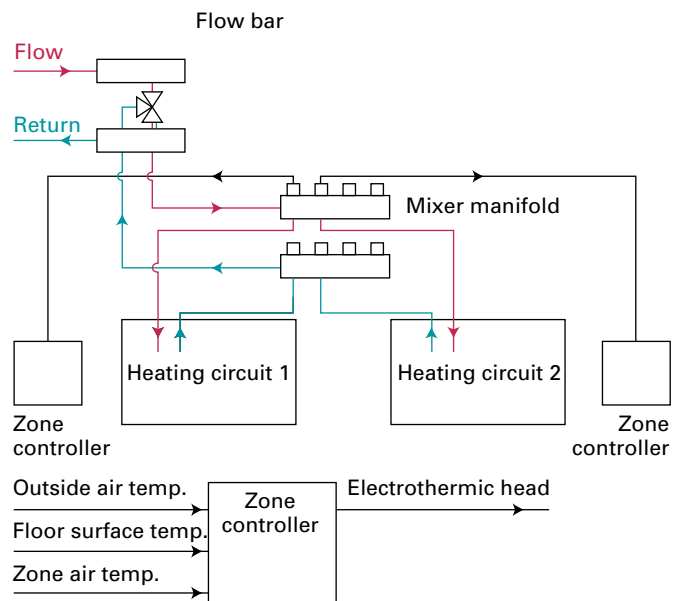 Flow bar
Flow
Return
Mixer manifold
Heating circuit 1
Heating circuit 2
Zone
controller
Zone
controller
Outside air temp.
Zone
controller
Electrothermic head
Floor surface temp.
Zone air temp.